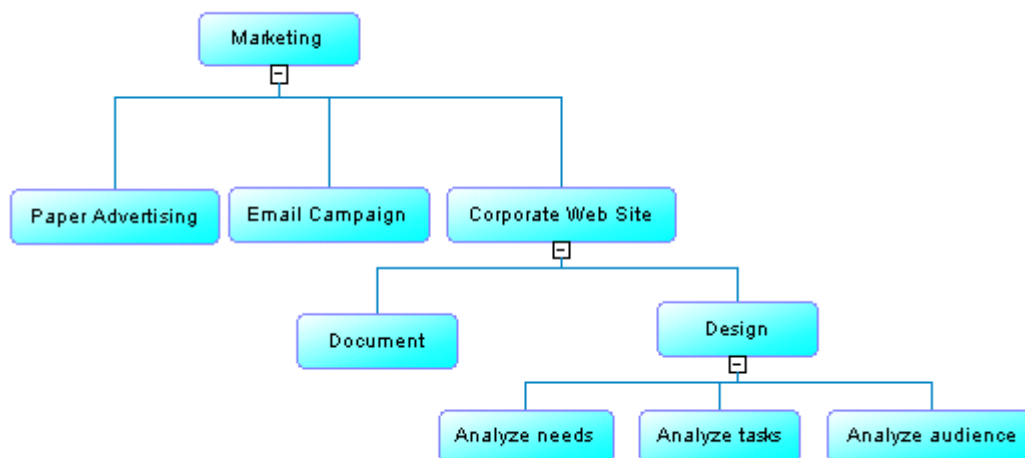 Marketing
Paper Advertising
Email Campaign
Corporate Web Site
Document
Design
Analyze needs
Analyze tasks
Analyze audience